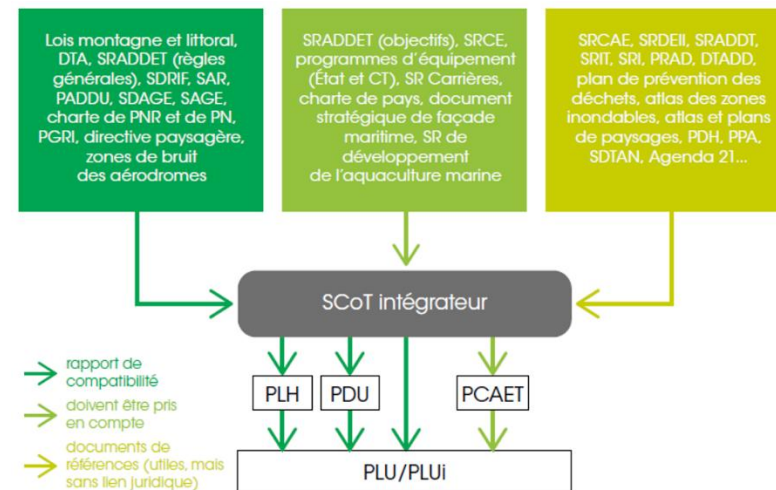 Lois montagne et littoral,
DTA, SRADDET (règles
générales), SDRIF, SAR,
PADDU, SDAGE, SAGE,
charte de PNR et de PN,
PGRI, directive paysagère,
zones de bruit
des aérodromes
SRADDET (objectifs), SRCE,
programmes d'équipement
(État et CT), SR Carrières,
charte de pays, document
stratégique de façade
maritime, SR de
développement
de l'aquaculture marine
SRCAE, SRDEII, SRADDT,
SRIT, SRI, PRAD, DTADD,
plan de prévention des
déchets, atlas des zones
inondables, atlas et plans
de paysages, PDH, PPA,
SDTAN, Agenda 21...
SCoT intégrateur
rapport de
compatibilité
doivent être pris
en compte
documents de
références (utiles, mais
sans lien juridique)
PLH
PDU
PCAET
PLU/PLUi